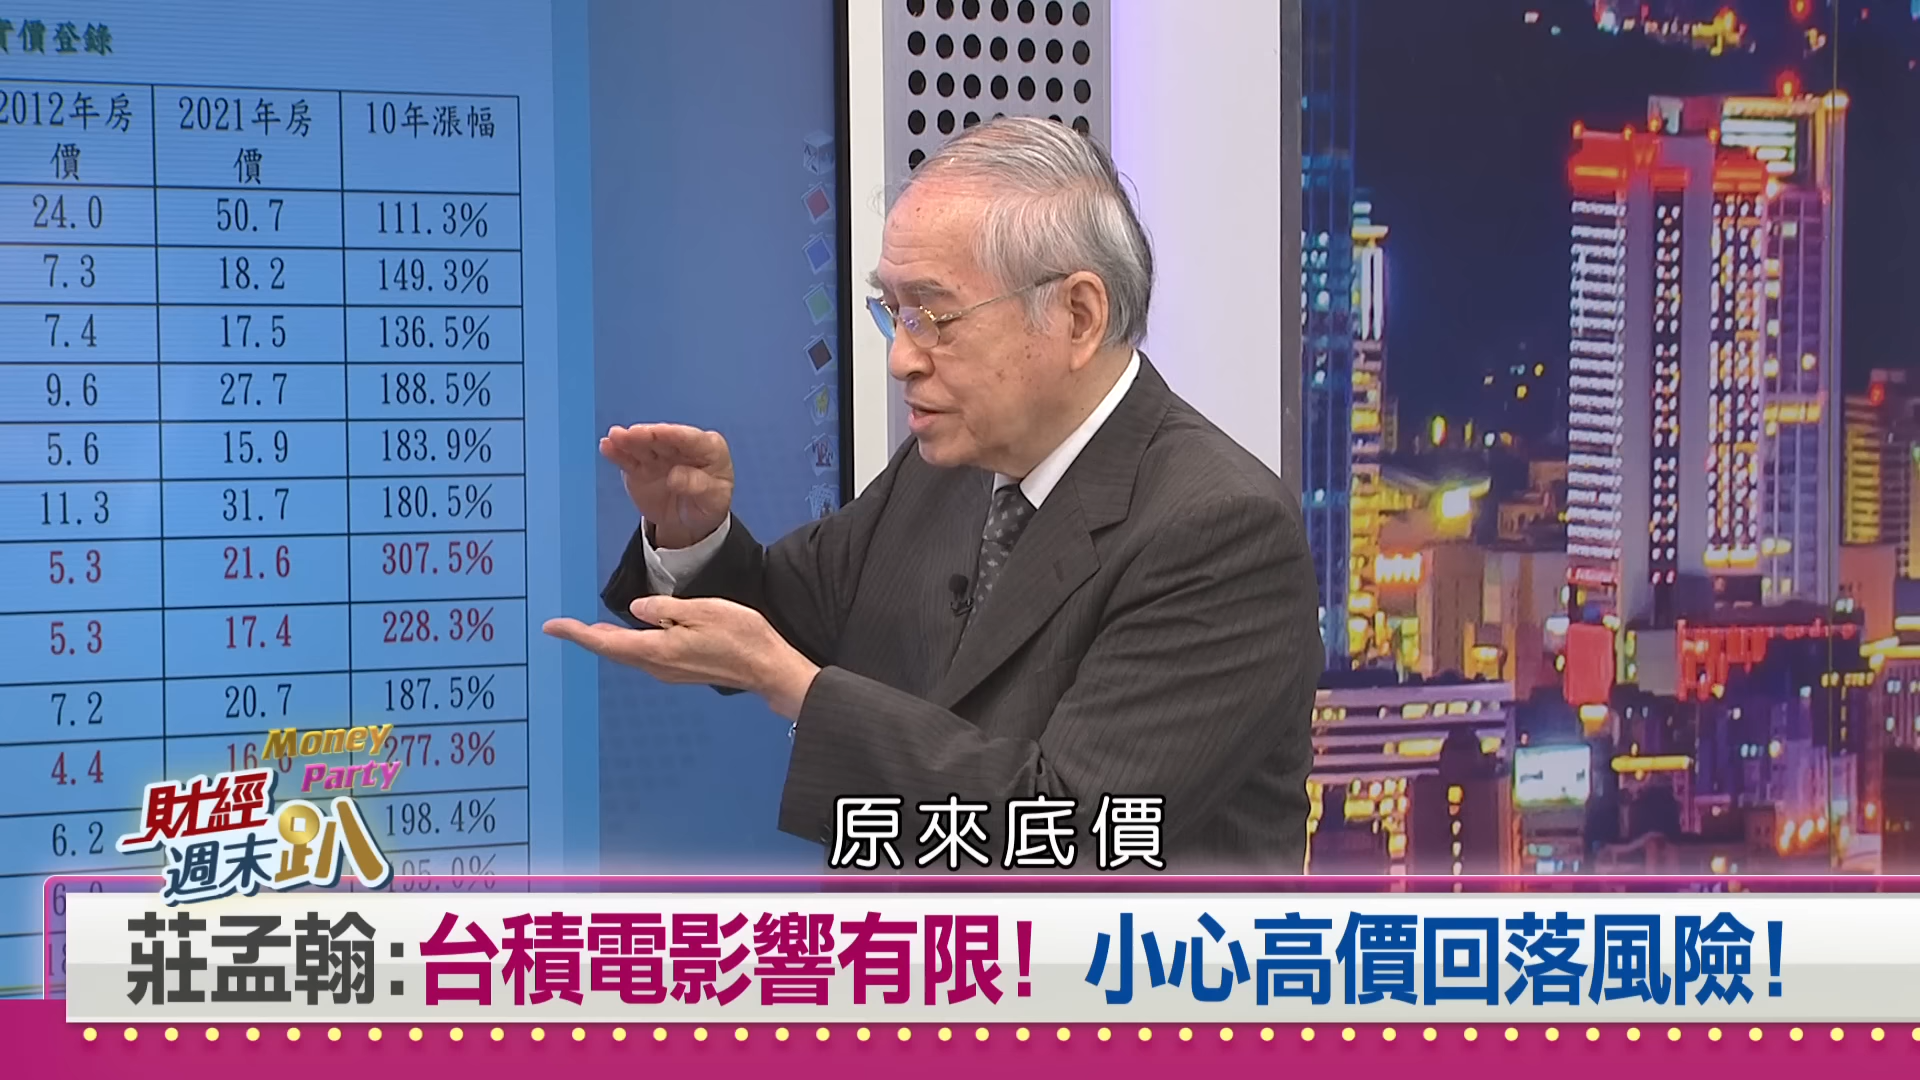 實價登錄
2012年房價 2021年房價 10年漲幅
24.0 50.7 111.3%
7.3 18.2 149.3%
7.4 17.5 136.5%
9.6 27.7 188.5%
5.6 15.9 183.9%
11.3 31.7 180.5%
5.3 21.6 307.5%
5.3 17.4 228.3%
7.2 20.7 187.5%
4.4 277.3%
6.2 198.4%
195.0%
Money
Party
財經
週末趴
原來底價
莊孟翰:台積電影響有限! 小心高價回落風險!